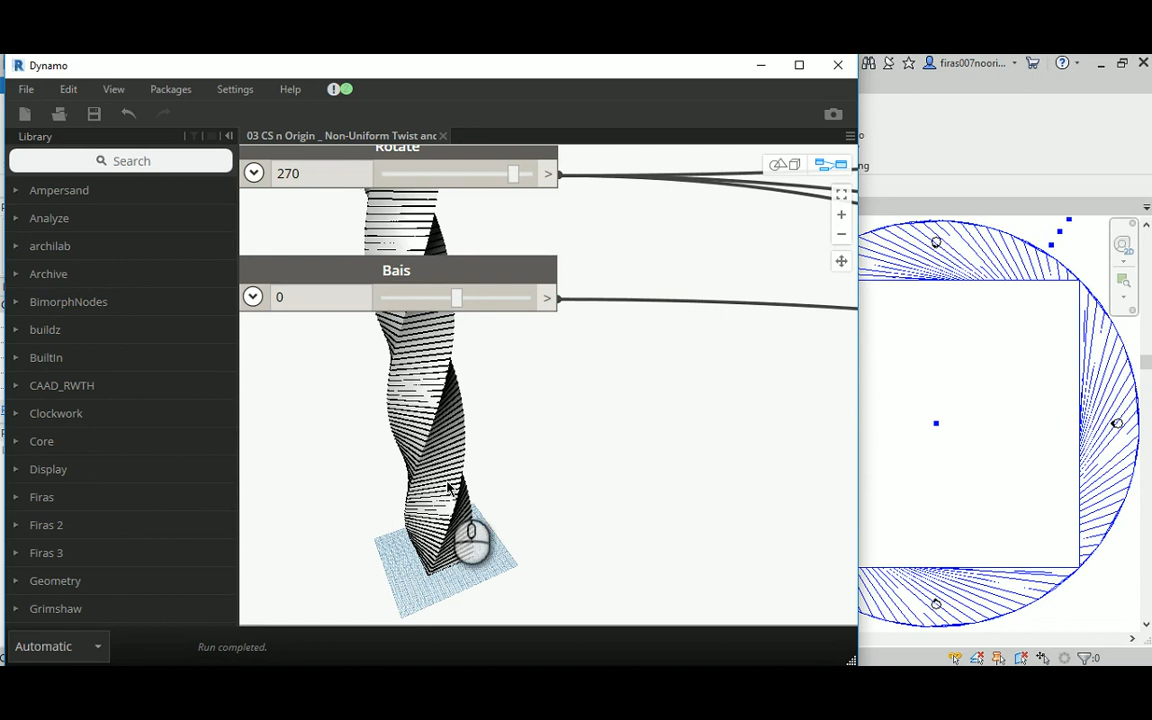 Dynamo
firas007noori...
File Edit View Packages Settings Help
Library
03 CS n Origin _ Non-Uniform Twist and
Search
Rotate
270 >
Bais
0 >
Ampersand
Analyze
archilab
Archive
BimorphNodes
buildz
BuiltIn
CAAD_RWTH
Clockwork
Core
Display
Firas
Firas 2
Firas 3
Geometry
Grimshaw
Automatic
Run completed.
:0